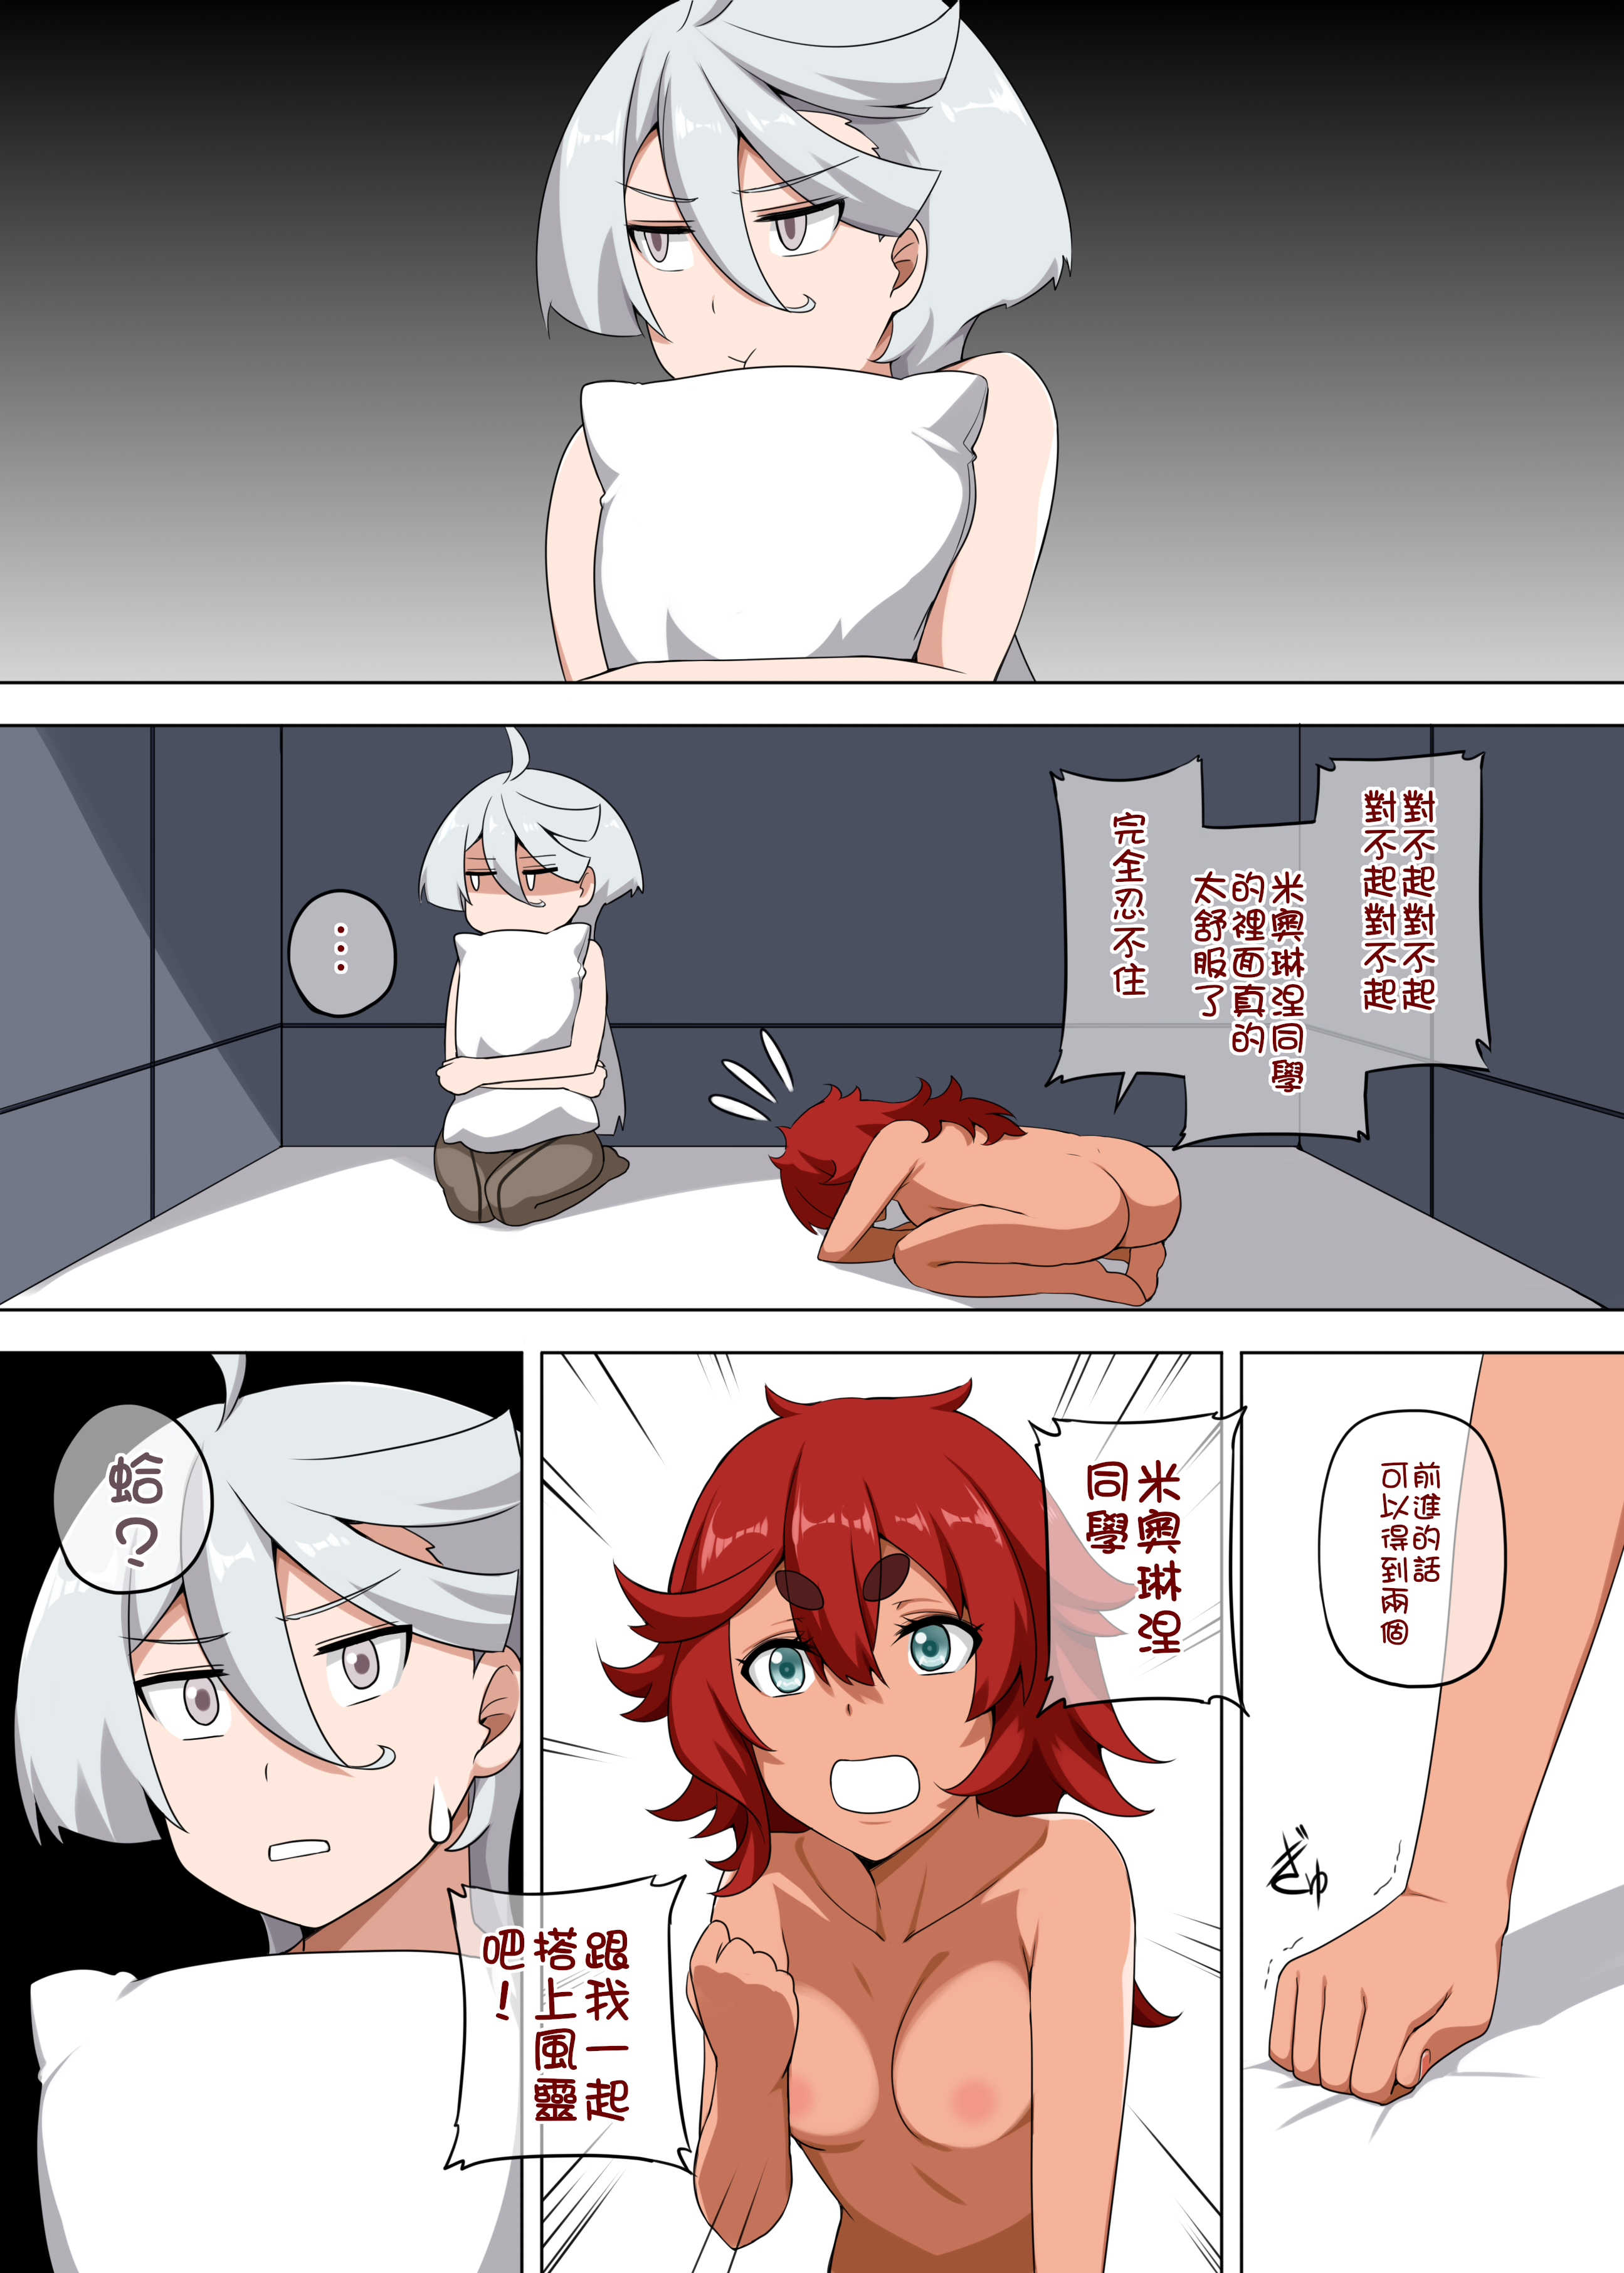 對不起對不起
對不起對不起
米奧琳涅同學
的裡面真的
太舒服了
完全忍不住
…
前進的話
可以得到兩個
ぎゅ
米奧琳涅
同學
跟我一起
搭上風靈
吧！
蛤？